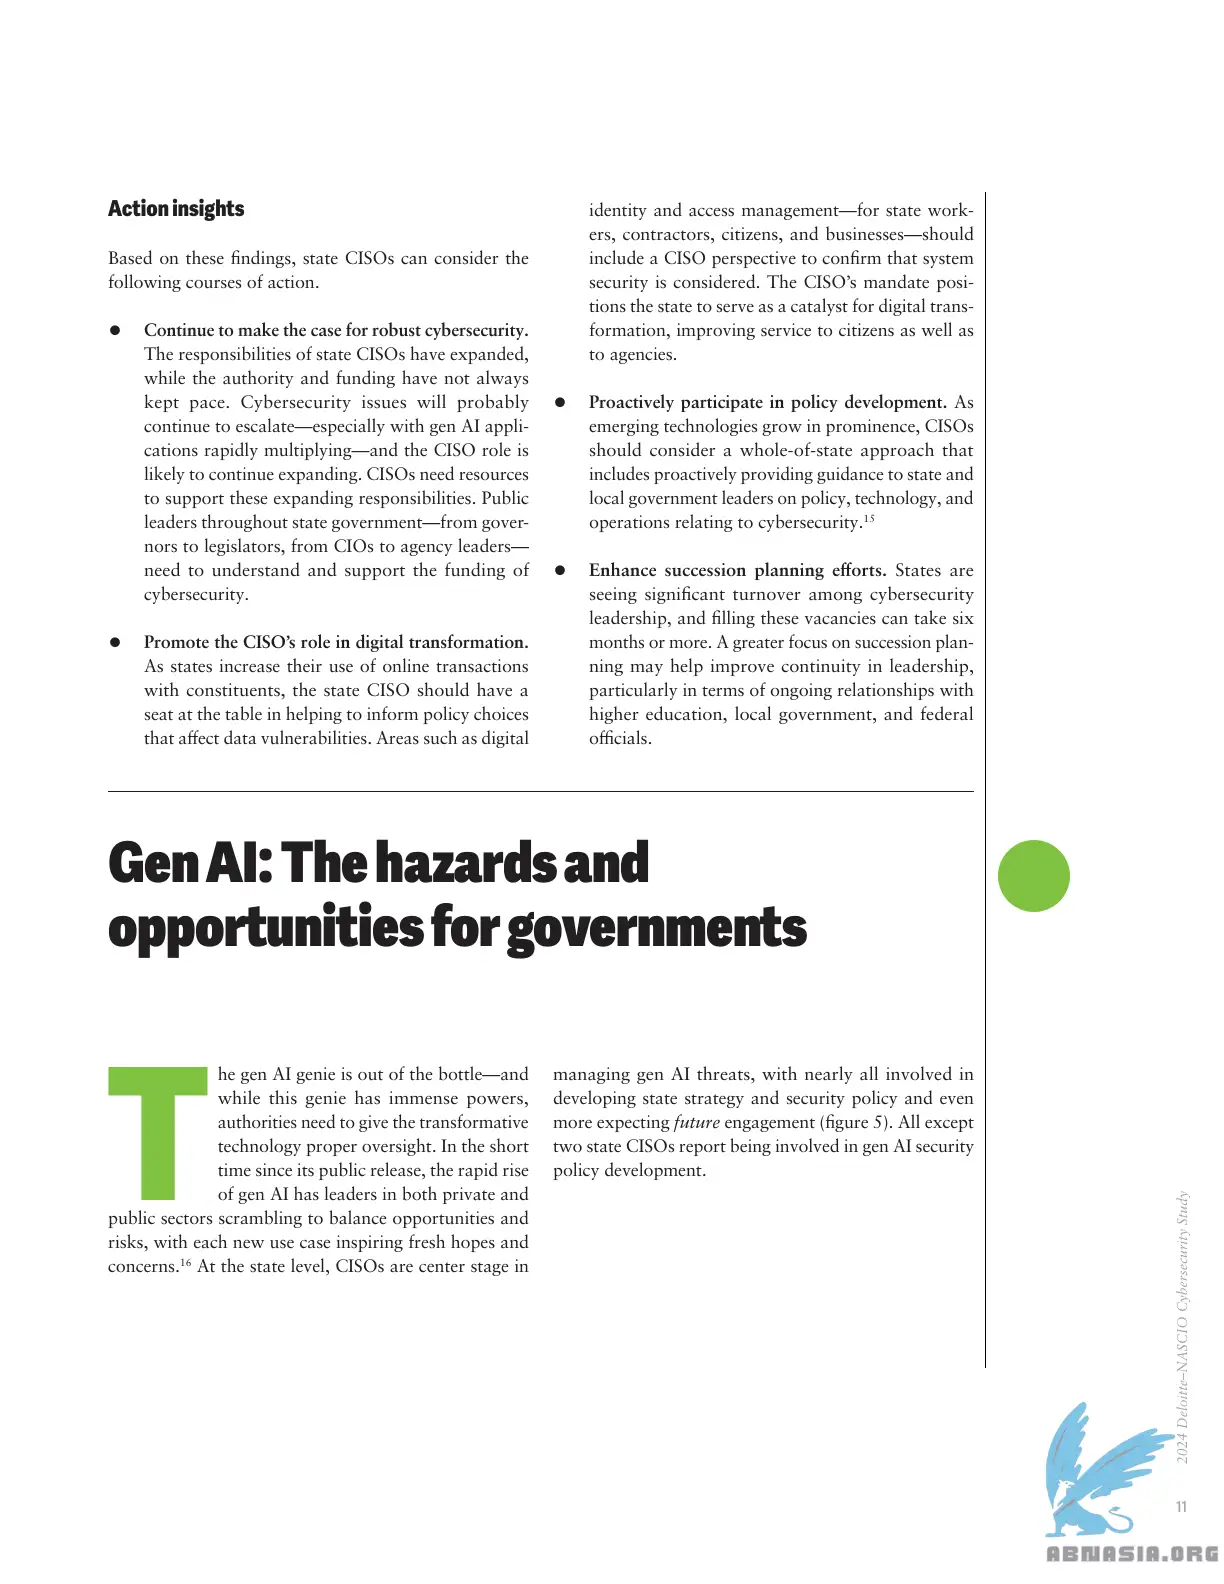 Action insights
Based on these findings, state CISOs can consider the
following courses of action.
● Continue to make the case for robust cybersecurity.
The responsibilities of state CISOs have expanded,
while the authority and funding have not always
kept pace. Cybersecurity issues will probably
continue to escalate—especially with gen AI appli-
cations rapidly multiplying—and the CISO role is
likely to continue expanding. CISOs need resources
to support these expanding responsibilities. Public
leaders throughout state government—from gover-
nors to legislators, from CIOs to agency leaders—
need to understand and support the funding of
cybersecurity.
● Promote the CISO’s role in digital transformation.
As states increase their use of online transactions
with constituents, the state CISO should have a
seat at the table in helping to inform policy choices
that affect data vulnerabilities. Areas such as digital
identity and access management—for state work-
ers, contractors, citizens, and businesses—should
include a CISO perspective to confirm that system
security is considered. The CISO’s mandate posi-
tions the state to serve as a catalyst for digital trans-
formation, improving service to citizens as well as
to agencies.
● Proactively participate in policy development. As
emerging technologies grow in prominence, CISOs
should consider a whole-of-state approach that
includes proactively providing guidance to state and
local government leaders on policy, technology, and
operations relating to cybersecurity.15
● Enhance succession planning efforts. States are
seeing significant turnover among cybersecurity
leadership, and filling these vacancies can take six
months or more. A greater focus on succession plan-
ning may help improve continuity in leadership,
particularly in terms of ongoing relationships with
higher education, local government, and federal
officials.
Gen AI: The hazards and
opportunities for governments
The gen AI genie is out of the bottle—and
while this genie has immense powers,
authorities need to give the transformative
technology proper oversight. In the short
time since its public release, the rapid rise
of gen AI has leaders in both private and
public sectors scrambling to balance opportunities and
risks, with each new use case inspiring fresh hopes and
concerns.16 At the state level, CISOs are center stage in
managing gen AI threats, with nearly all involved in
developing state strategy and security policy and even
more expecting future engagement (figure 5). All except
two state CISOs report being involved in gen AI security
policy development.
2024 Deloitte–NASCIO Cybersecurity Study
11
ABNASIA.ORG